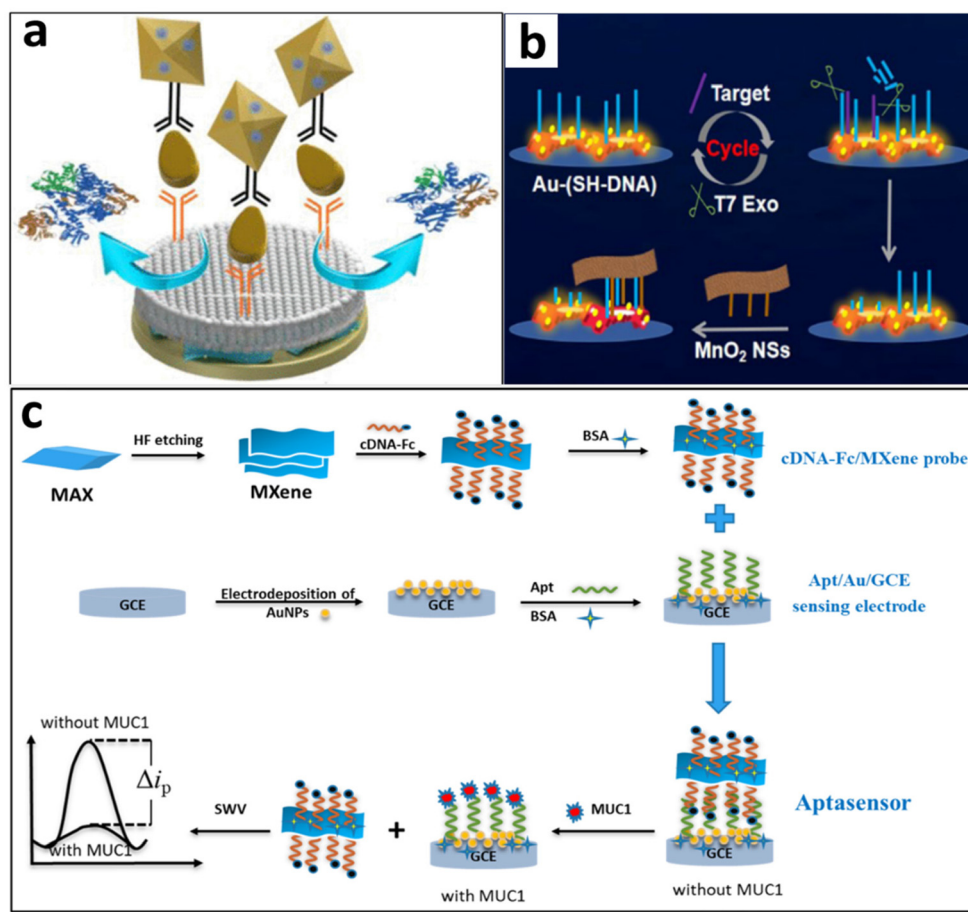 a
b
Target
Cycle
Au-(SH-DNA)
T7 Exo
MnO₂ NSs
c
HF etching
cDNA-Fc
BSA
MAX
MXene
cDNA-Fc/MXene probe
Electrodeposition of
AuNPs
Apt
BSA
GCE
GCE
GCE
Apt/Au/GCE
sensing electrode
without MUC1
Δip
with MUC1
SWV
+
MUC1
GCE
GCE
Aptasensor
with MUC1
without MUC1